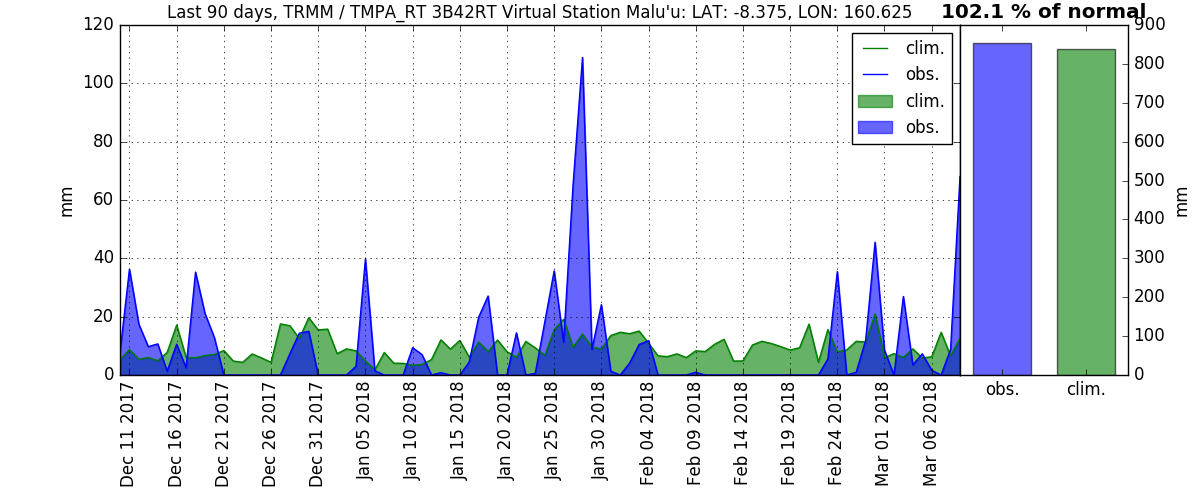 Last 90 days, TRMM / TMPA_RT 3B42RT Virtual Station Malu'u: LAT: -8.375, LON: 160.625
102.1 % of normal
120
100
80
60
40
20
0
mm
clim.
obs.
clim.
obs.
900
800
700
600
500
400
300
200
100
0
mm
obs.
clim.
Dec 11 2017
Dec 16 2017
Dec 21 2017
Dec 26 2017
Dec 31 2017
Jan 05 2018
Jan 10 2018
Jan 15 2018
Jan 20 2018
Jan 25 2018
Jan 30 2018
Feb 04 2018
Feb 09 2018
Feb 14 2018
Feb 19 2018
Feb 24 2018
Mar 01 2018
Mar 06 2018